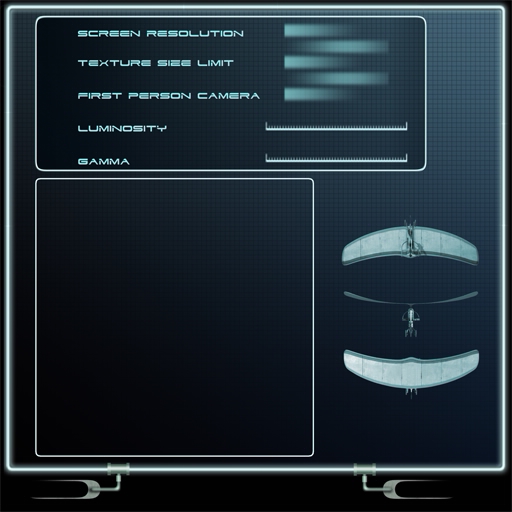 SCREEN RESOLUTION
TEXTURE SIZE LIMIT
FIRST PERSON CAMERA
LUMINOSITY
GAMMA